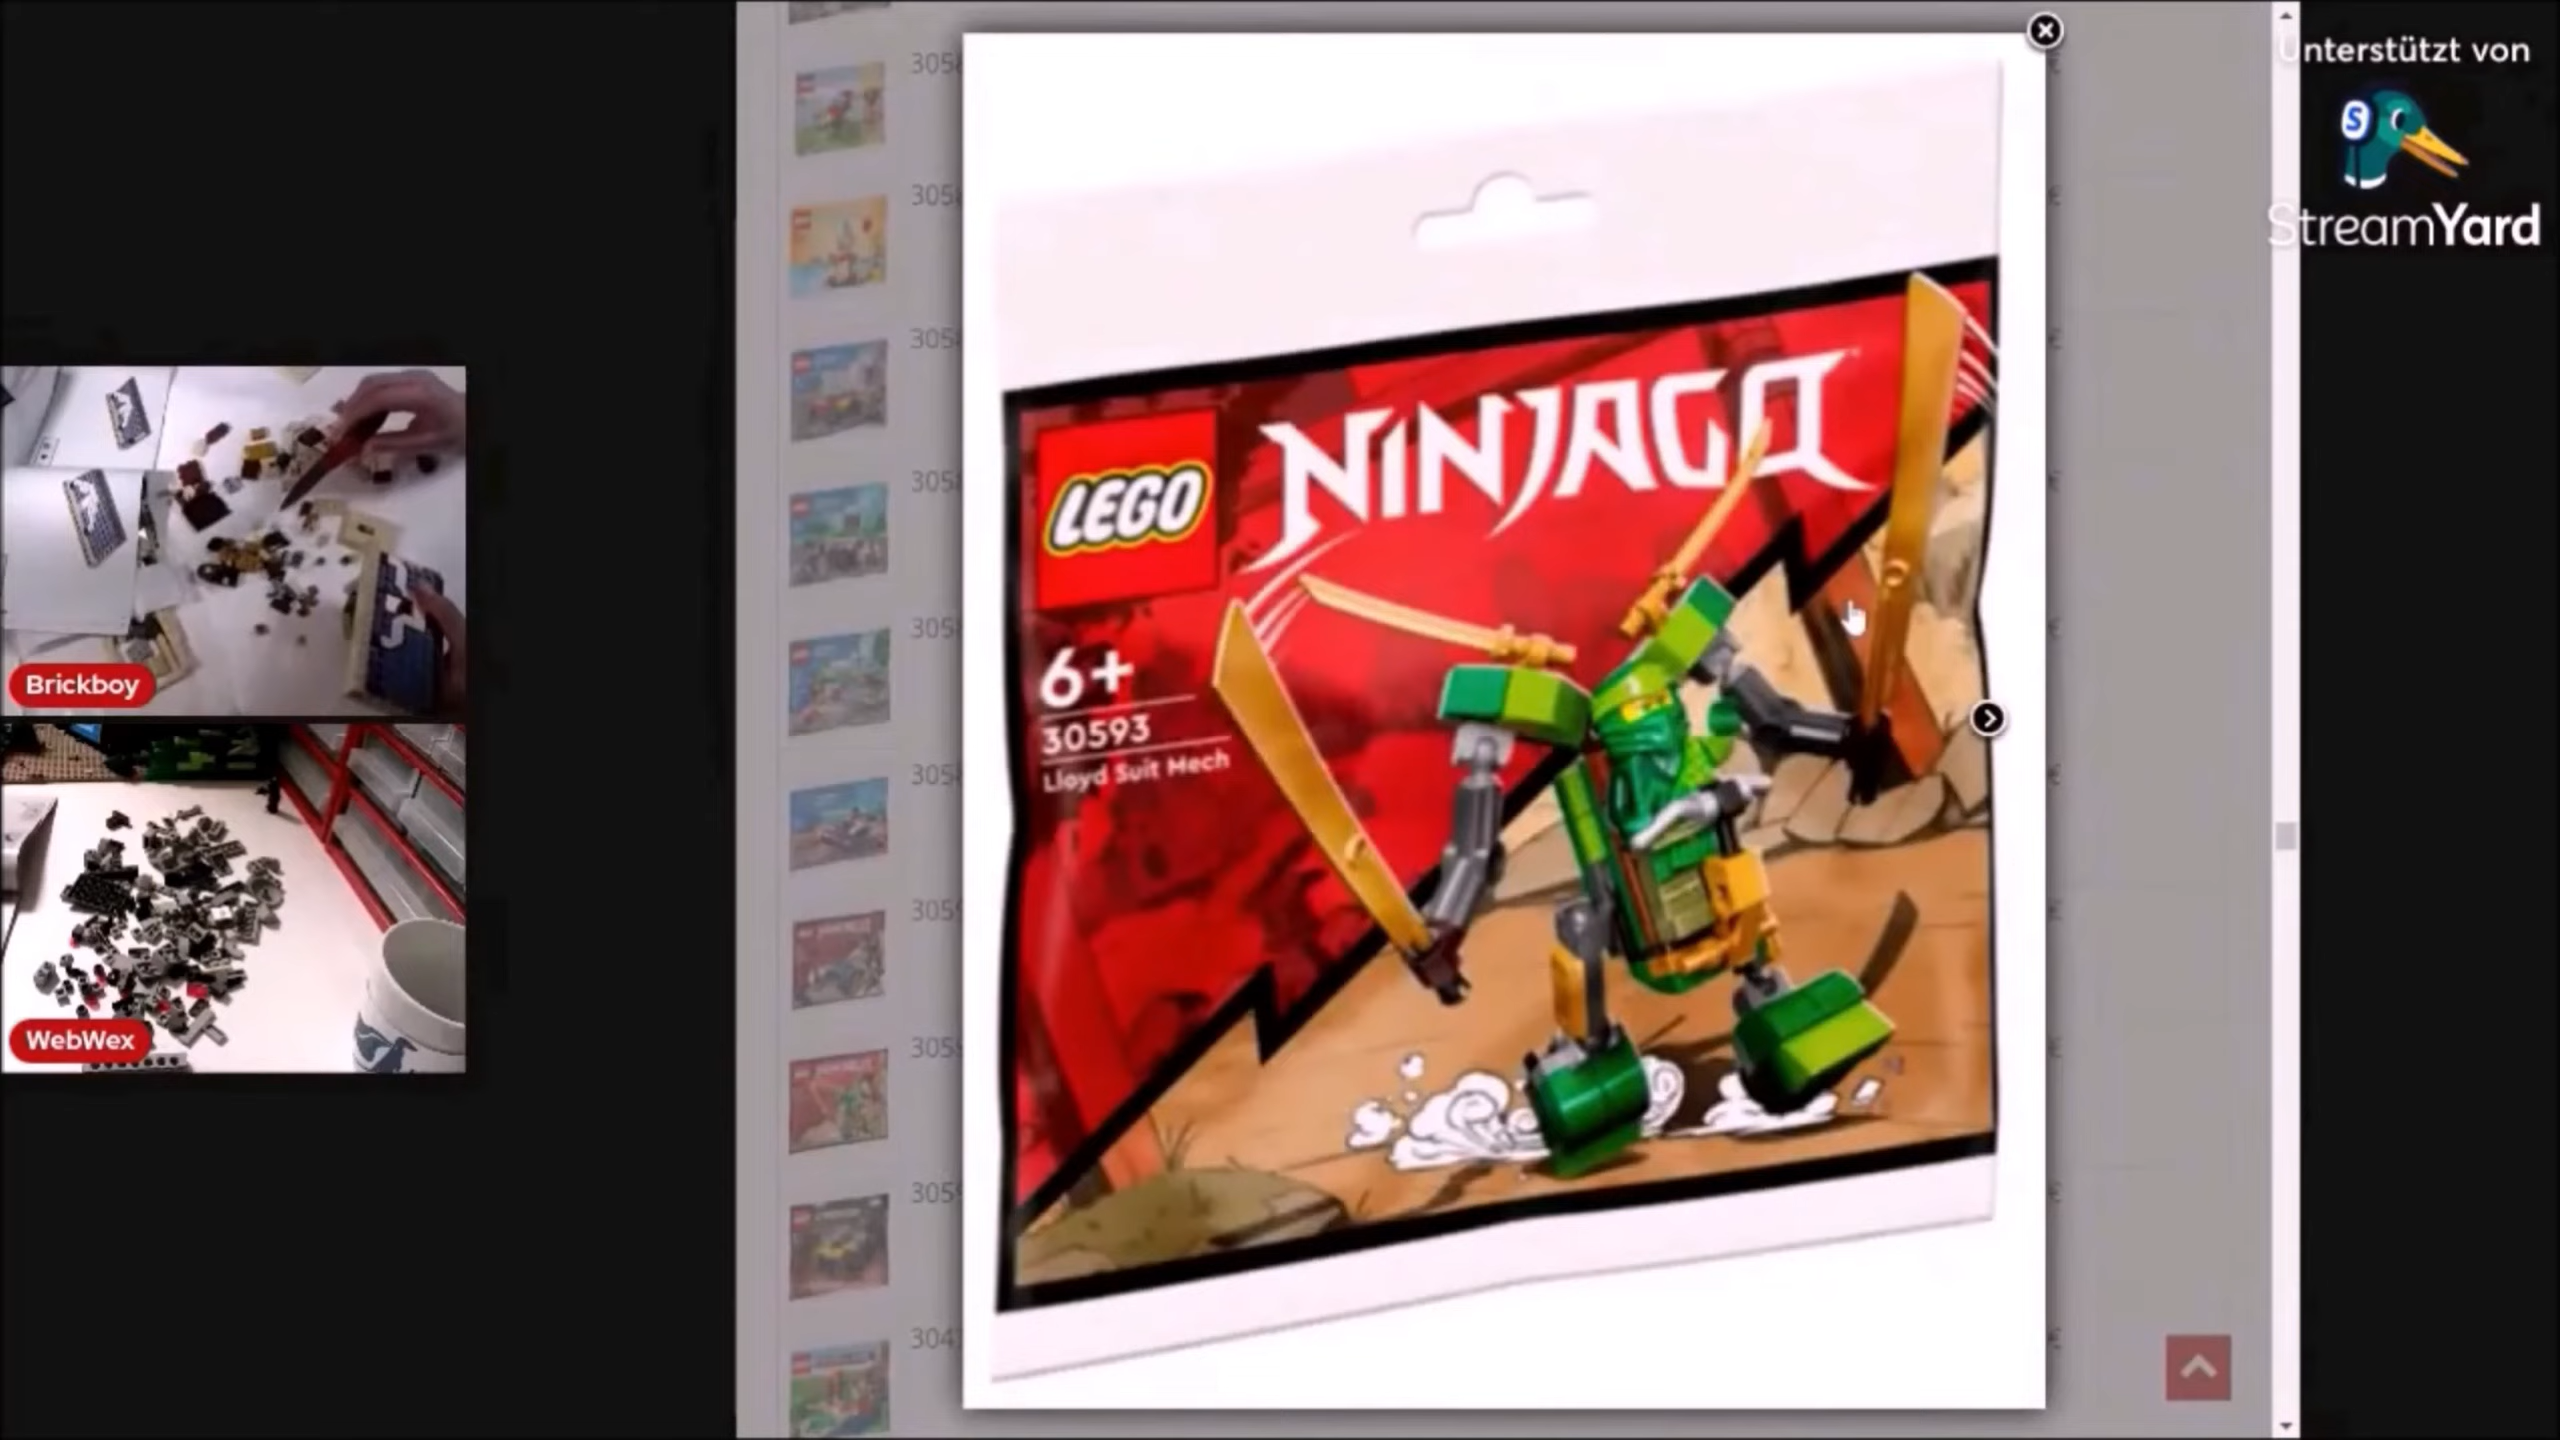 Unterstützt von
S
StreamYard
LEGO
NINJAGO
6+
30593
Lloyd Suit Mech
Brickboy
WebWex